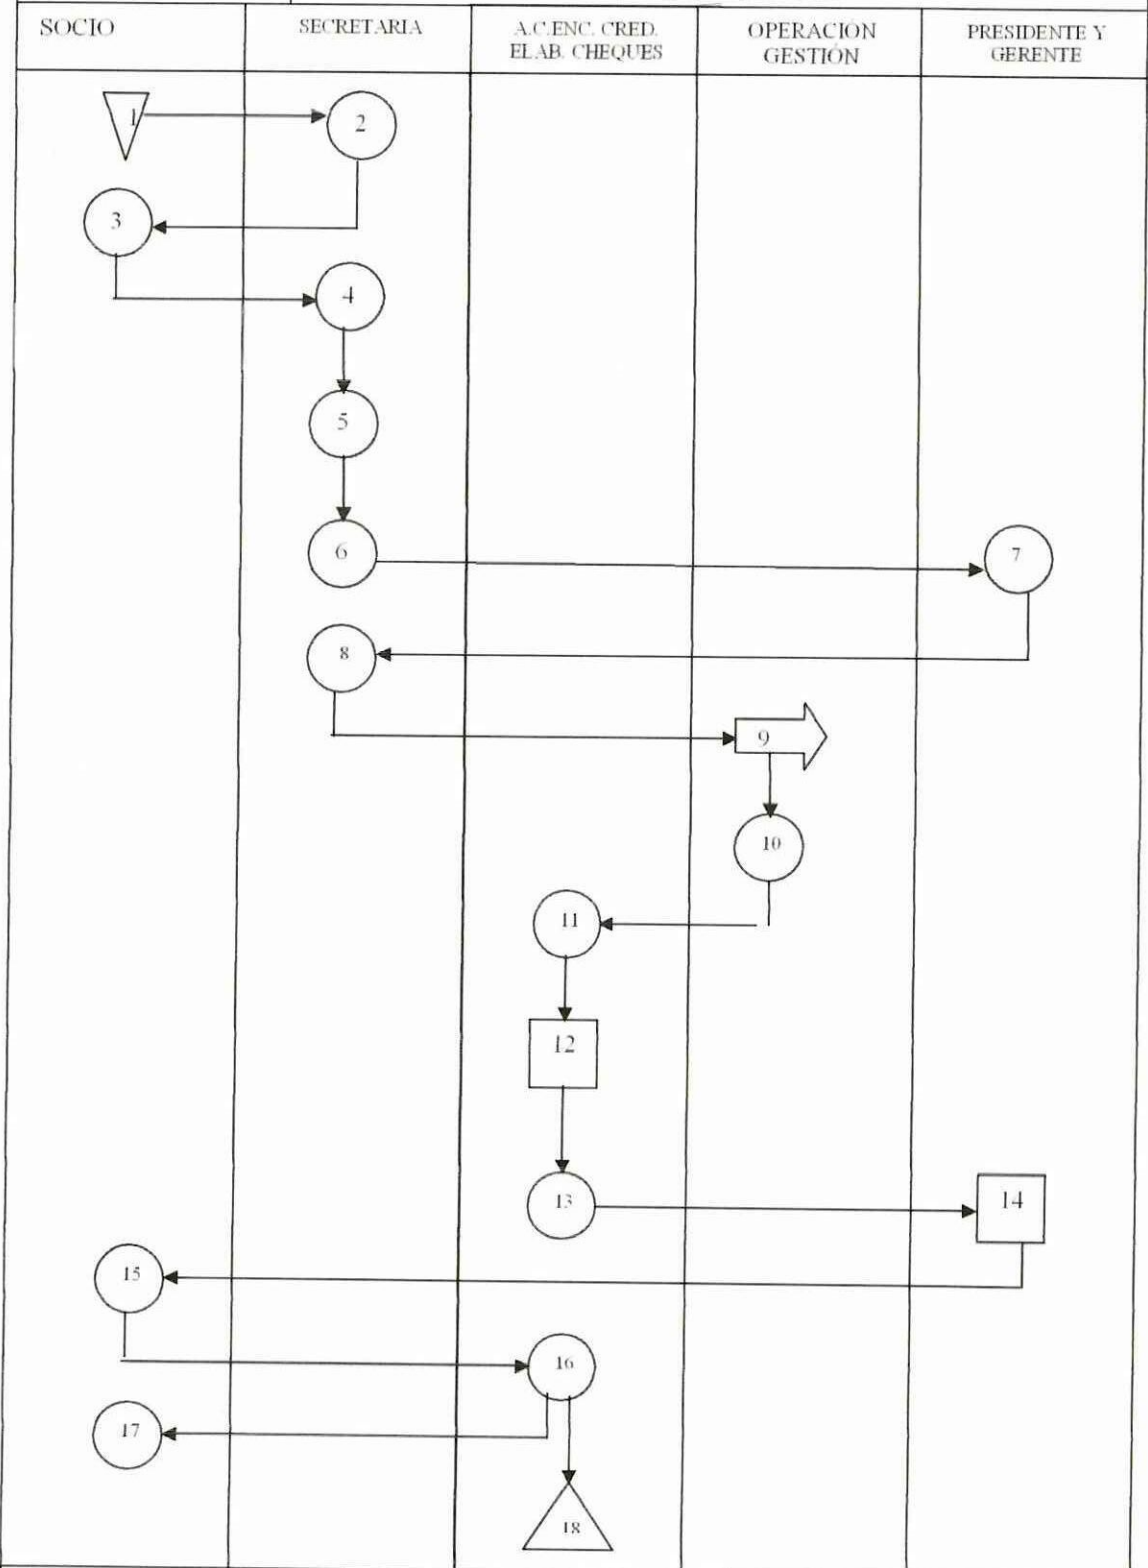 SOCIO
SECRETARIA
A.C.ENC. CRED.
ELAB. CHEQUES
OPERACION
GESTIÓN
PRESIDENTE Y
GERENTE
1
2
3
4
5
6
7
8
9
10
11
12
13
14
15
16
17
18